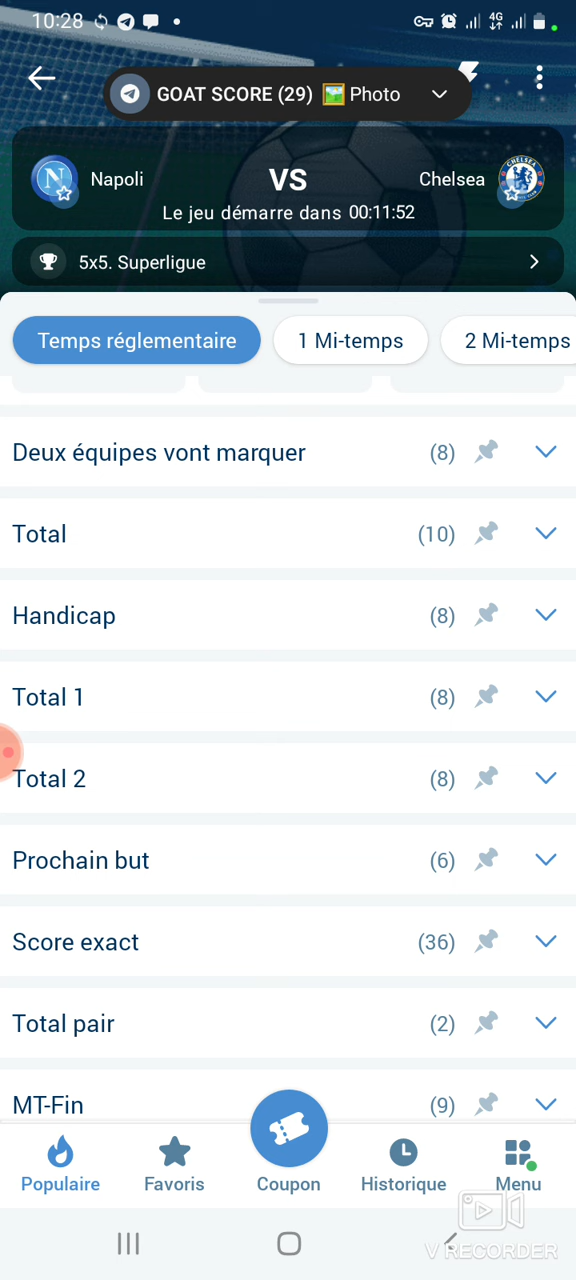 10:28
4G
GOAT SCORE (29) 🖼️ Photo
Napoli
VS
Chelsea
CHELSEA
Le jeu démarre dans 00:11:52
5x5. Superligue
Temps réglementaire
1 Mi-temps
2 Mi-temps
Deux équipes vont marquer (8)
Total (10)
Handicap (8)
Total 1 (8)
Total 2 (8)
Prochain but (6)
Score exact (36)
Total pair (2)
MT-Fin (9)
Populaire
Favoris
Coupon
Historique
Menu
V RECORDER